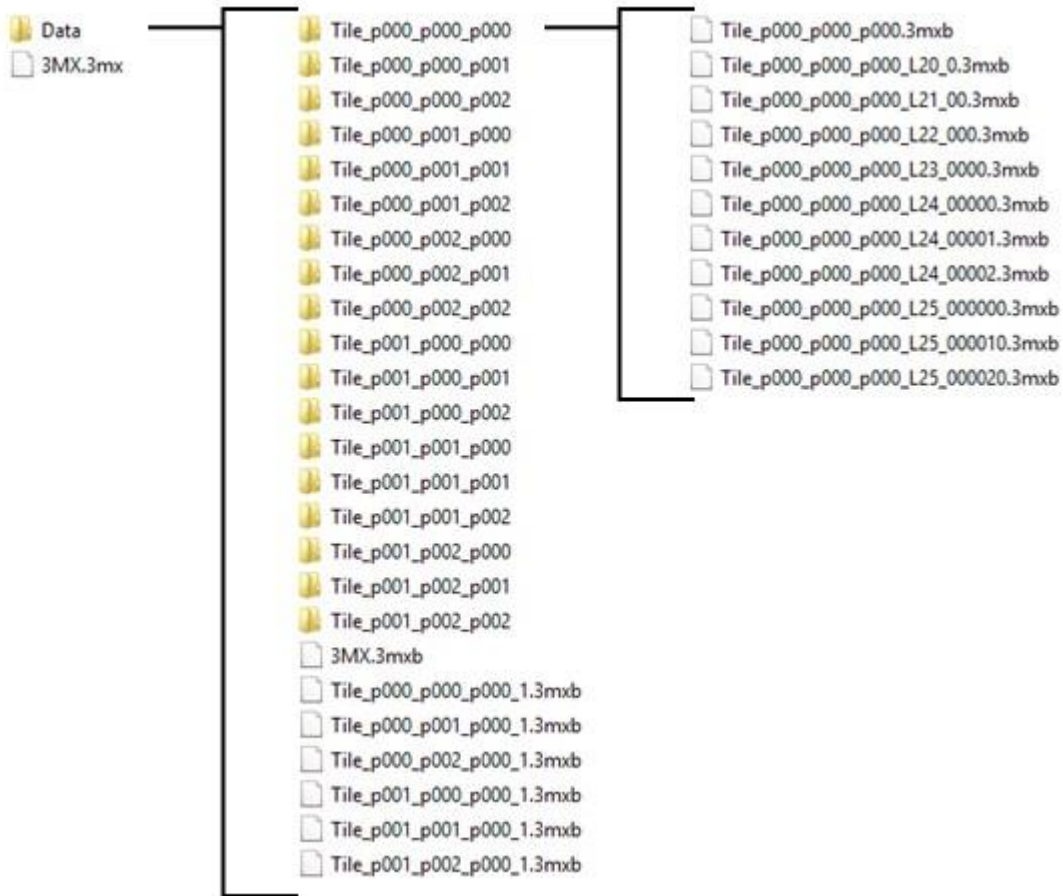 Data
3MX.3mx
Tile_p000_p000_p000
Tile_p000_p000_p001
Tile_p000_p000_p002
Tile_p000_p001_p000
Tile_p000_p001_p001
Tile_p000_p001_p002
Tile_p000_p002_p000
Tile_p000_p002_p001
Tile_p000_p002_p002
Tile_p001_p000_p000
Tile_p001_p000_p001
Tile_p001_p000_p002
Tile_p001_p001_p000
Tile_p001_p001_p001
Tile_p001_p001_p002
Tile_p001_p002_p000
Tile_p001_p002_p001
Tile_p001_p002_p002
3MX.3mxb
Tile_p000_p000_p000_1.3mxb
Tile_p000_p001_p000_1.3mxb
Tile_p000_p002_p000_1.3mxb
Tile_p001_p000_p000_1.3mxb
Tile_p001_p001_p000_1.3mxb
Tile_p001_p002_p000_1.3mxb
Tile_p000_p000_p000.3mxb
Tile_p000_p000_p000_L20_0.3mxb
Tile_p000_p000_p000_L21_00.3mxb
Tile_p000_p000_p000_L22_000.3mxb
Tile_p000_p000_p000_L23_0000.3mxb
Tile_p000_p000_p000_L24_00000.3mxb
Tile_p000_p000_p000_L24_00001.3mxb
Tile_p000_p000_p000_L24_00002.3mxb
Tile_p000_p000_p000_L25_000000.3mxb
Tile_p000_p000_p000_L25_000010.3mxb
Tile_p000_p000_p000_L25_000020.3mxb